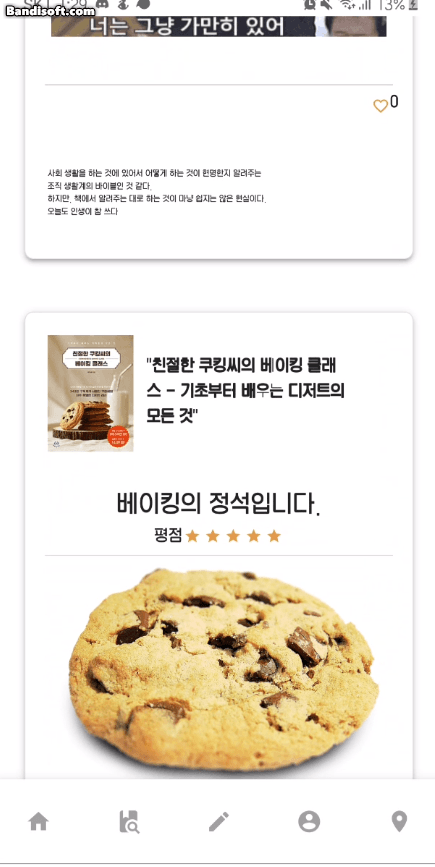 SKT 1:29
13%
Bandisoft.com
너는 그냥 가만히 있어
0
사회 생활을 하는 것에 있어서 어떻게 하는 것이 현명한지 알려주는
조직 생활계의 바이블인 것 같다.
하지만, 책에서 알려주는 대로 하는 것이 마냥 쉽지는 않은 현실이다.
오늘도 인생이 참 쓰다
친절한 쿠킹씨의
베이킹 클래스
"친절한 쿠킹씨의 베이킹 클래
스 - 기초부터 배우는 디저트의
모든 것"
베이킹의 정석입니다.
평점